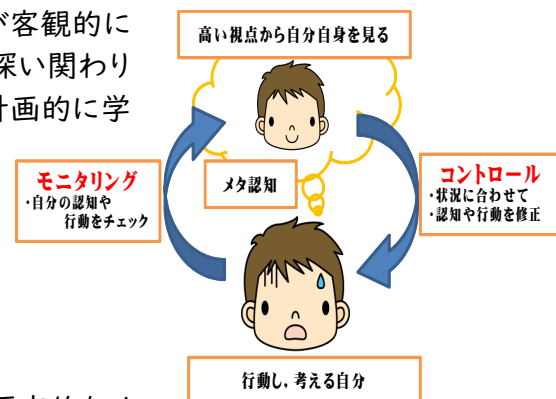 が客観的に
深い関わり
計画的に学
高い視点から自分自身を見る
モニタリング
・自分の認知や
行動をチェック
メタ認知
コントロール
・状況に合わせて
・認知や行動を修正
行動し,考える自分